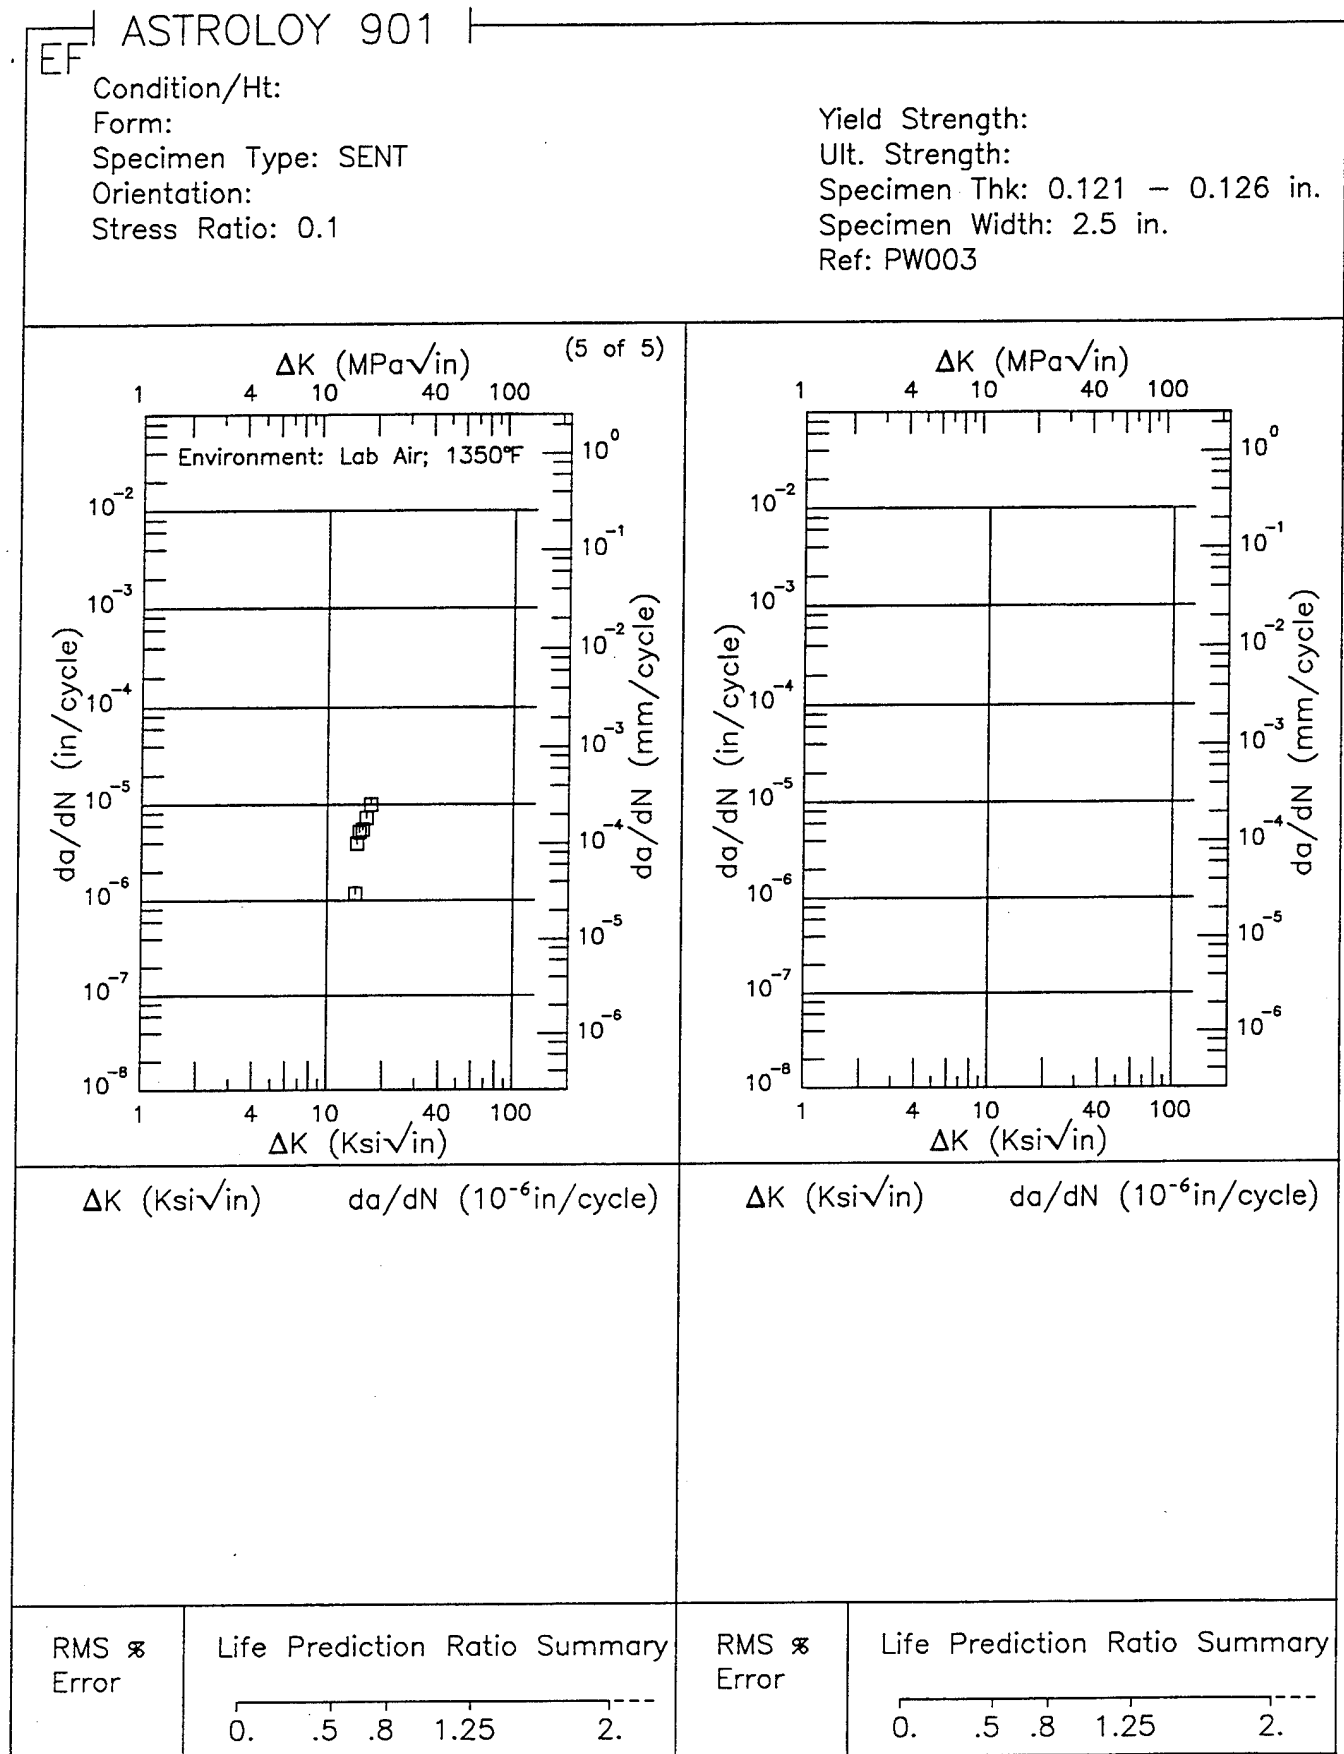 ASTROLOY 901
EF
Condition/Ht:
Form:
Specimen Type: SENT
Orientation:
Stress Ratio: 0.1
Yield Strength:
Ult. Strength:
Specimen Thk: 0.121 – 0.126 in.
Specimen Width: 2.5 in.
Ref: PW003
(5 of 5)
ΔK (MPa√in)
1 4 10 40 100
Environment: Lab Air; 1350°F
10⁻²
10⁻³
10⁻⁴
10⁻⁵
10⁻⁶
10⁻⁷
10⁻⁸
da/dN (in/cycle)
10⁰
10⁻¹
10⁻²
10⁻³
10⁻⁴
10⁻⁵
10⁻⁶
da/dN (mm/cycle)
1 4 10 40 100
ΔK (Ksi√in)
ΔK (MPa√in)
1 4 10 40 100
10⁻²
10⁻³
10⁻⁴
10⁻⁵
10⁻⁶
10⁻⁷
10⁻⁸
da/dN (in/cycle)
10⁰
10⁻¹
10⁻²
10⁻³
10⁻⁴
10⁻⁵
10⁻⁶
da/dN (mm/cycle)
1 4 10 40 100
ΔK (Ksi√in)
ΔK (Ksi√in) da/dN (10⁻⁶in/cycle)
ΔK (Ksi√in) da/dN (10⁻⁶in/cycle)
RMS %
Error
Life Prediction Ratio Summary
0. .5 .8 1.25 2.
RMS %
Error
Life Prediction Ratio Summary
0. .5 .8 1.25 2.